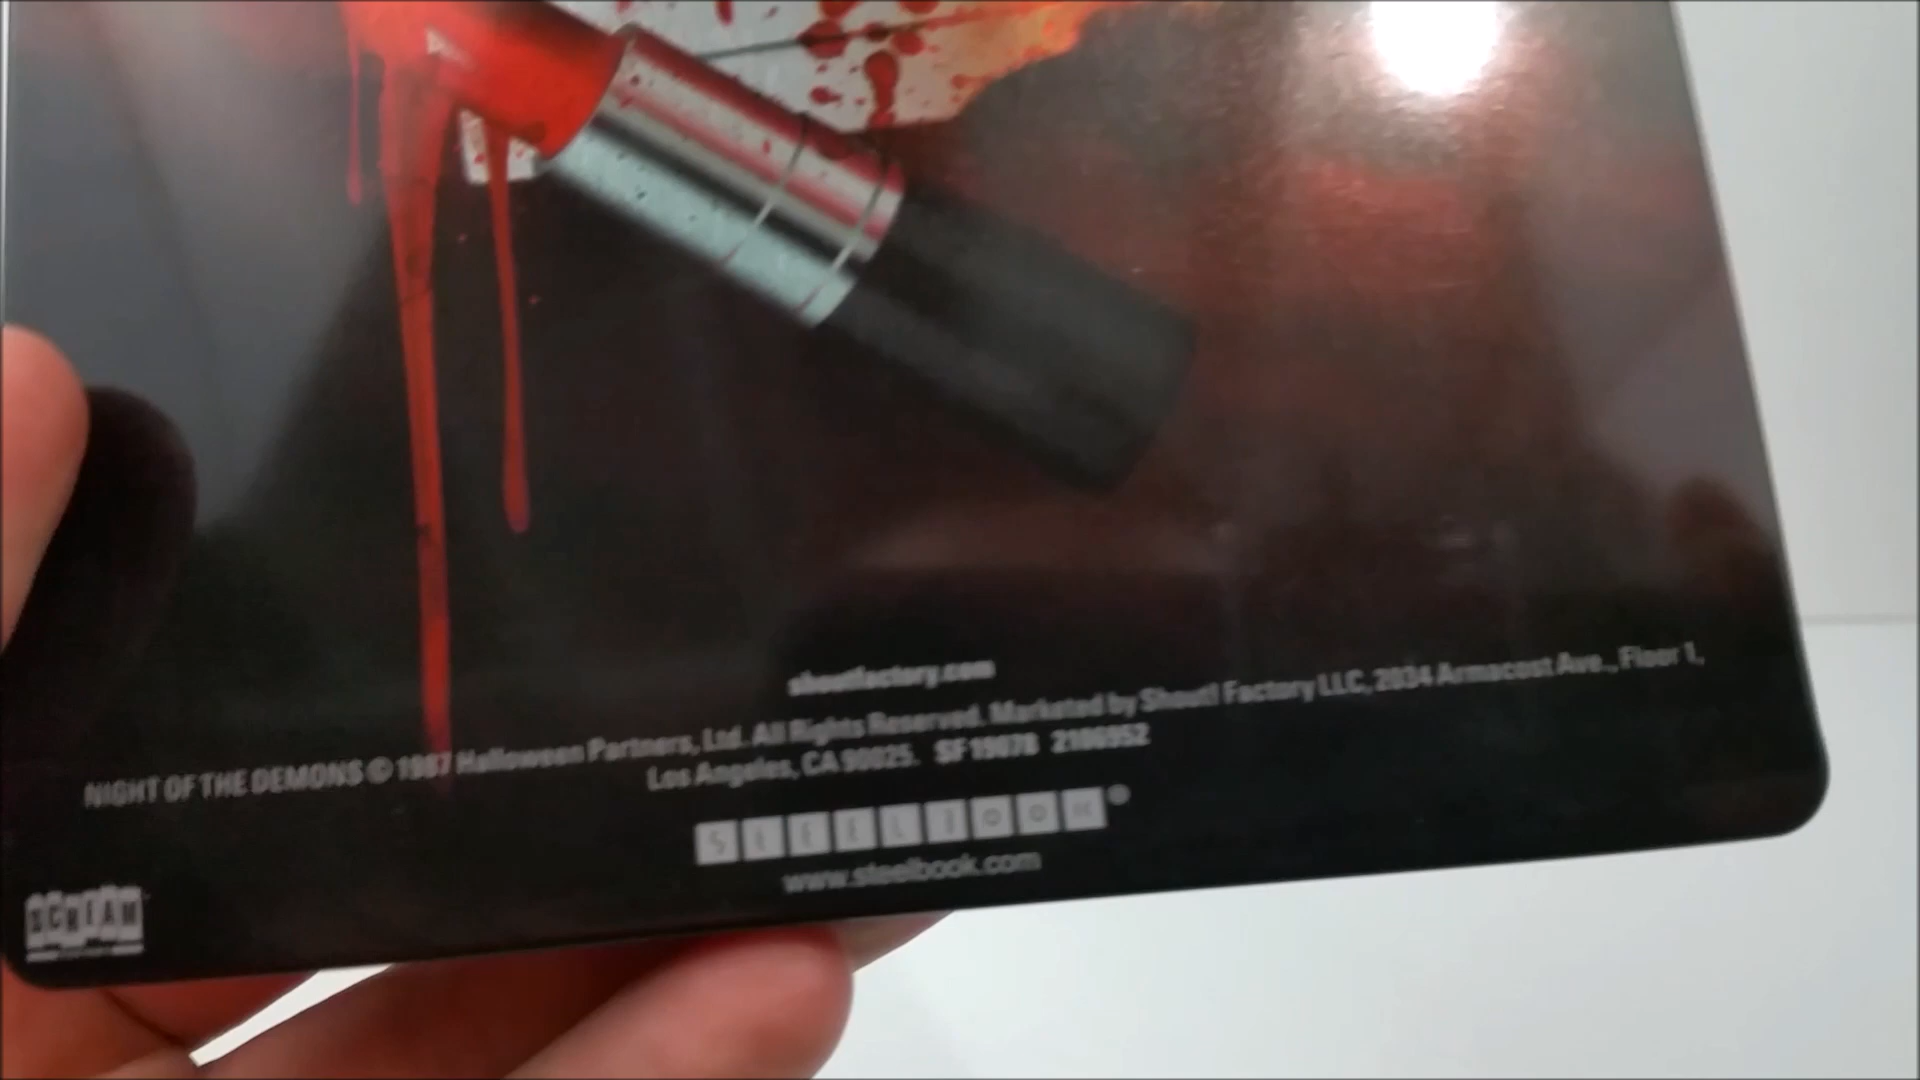 shoutfactory.com
NIGHT OF THE DEMONS © 1987 Halloween Partners, Ltd. All Rights Reserved. Marketed by Shout! Factory LLC, 2034 Armacost Ave., Floor 1,
Los Angeles, CA 90025. SF 19078 2106952
STEELBOOK
www.steelbook.com
SCREAM